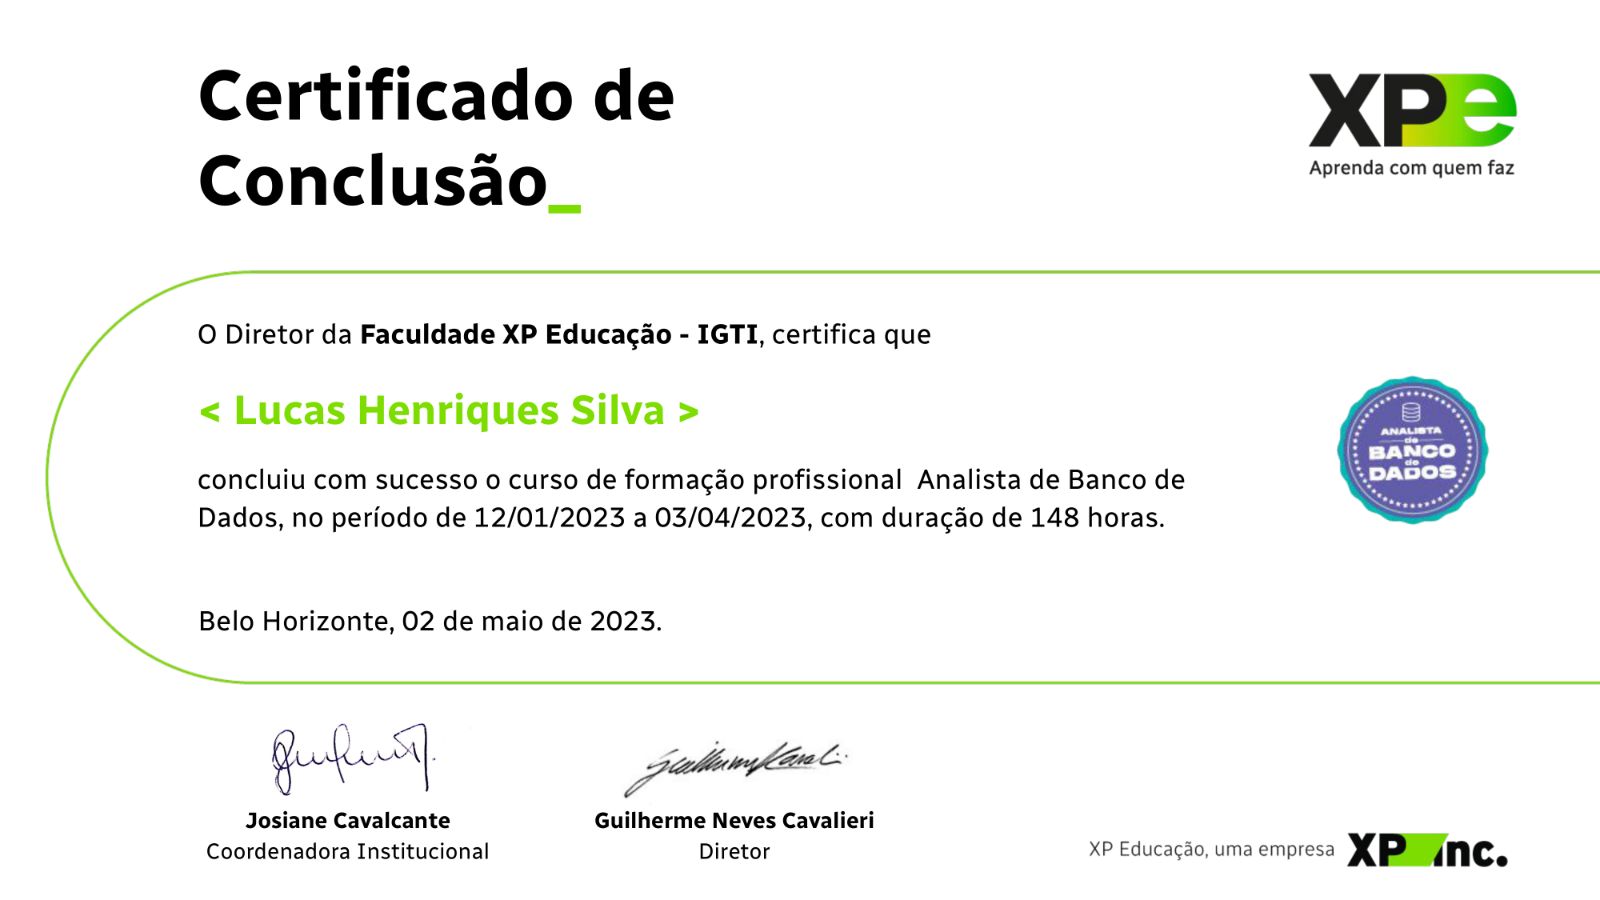 Certificado de
Conclusão_
XPe
Aprenda com quem faz
O Diretor da Faculdade XP Educação - IGTI, certifica que
< Lucas Henriques Silva >
concluiu com sucesso o curso de formação profissional  Analista de Banco de
Dados, no período de 12/01/2023 a 03/04/2023, com duração de 148 horas.
ANALISTA
de
BANCO
de
DADOS
Belo Horizonte, 02 de maio de 2023.
Josiane Cavalcante
Coordenadora Institucional
Guilherme Neves Cavalieri
Diretor
XP Educação, uma empresa XP inc.